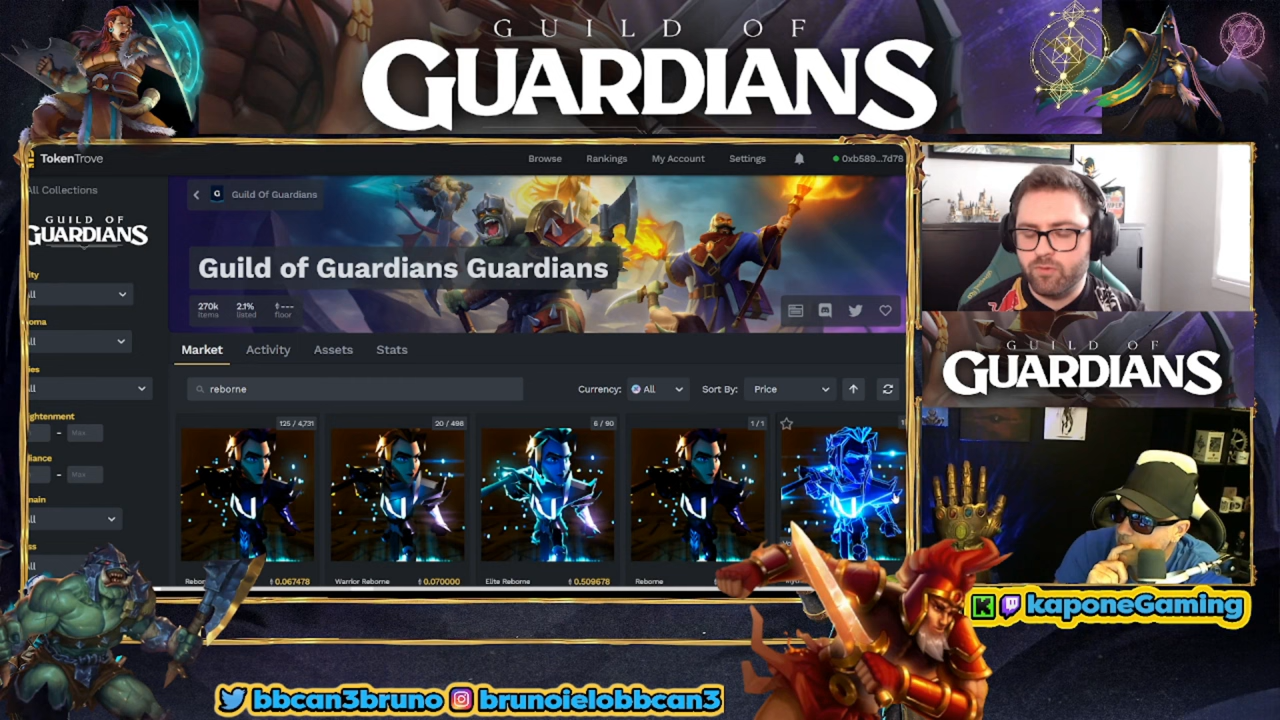 GUILD OF
GUARDIANS
TokenTrove
Browse
Rankings
My Account
Settings
0xb589...7d78
All Collections
Guild Of Guardians
GUILD OF
GUARDIANS
Guild of Guardians Guardians
270k
items
2.1%
listed
---
floor
Market
Activity
Assets
Stats
reborne
Currency:
All
Sort By:
Price
Max
Max
125 / 4,731
20 / 498
6 / 90
1 / 1
0.067478
Warrior Reborne
0.070000
Elite Reborne
0.509678
Reborne
GUILD OF
GUARDIANS
K kaponeGaming
bbcan3bruno
brunoielobbcan3